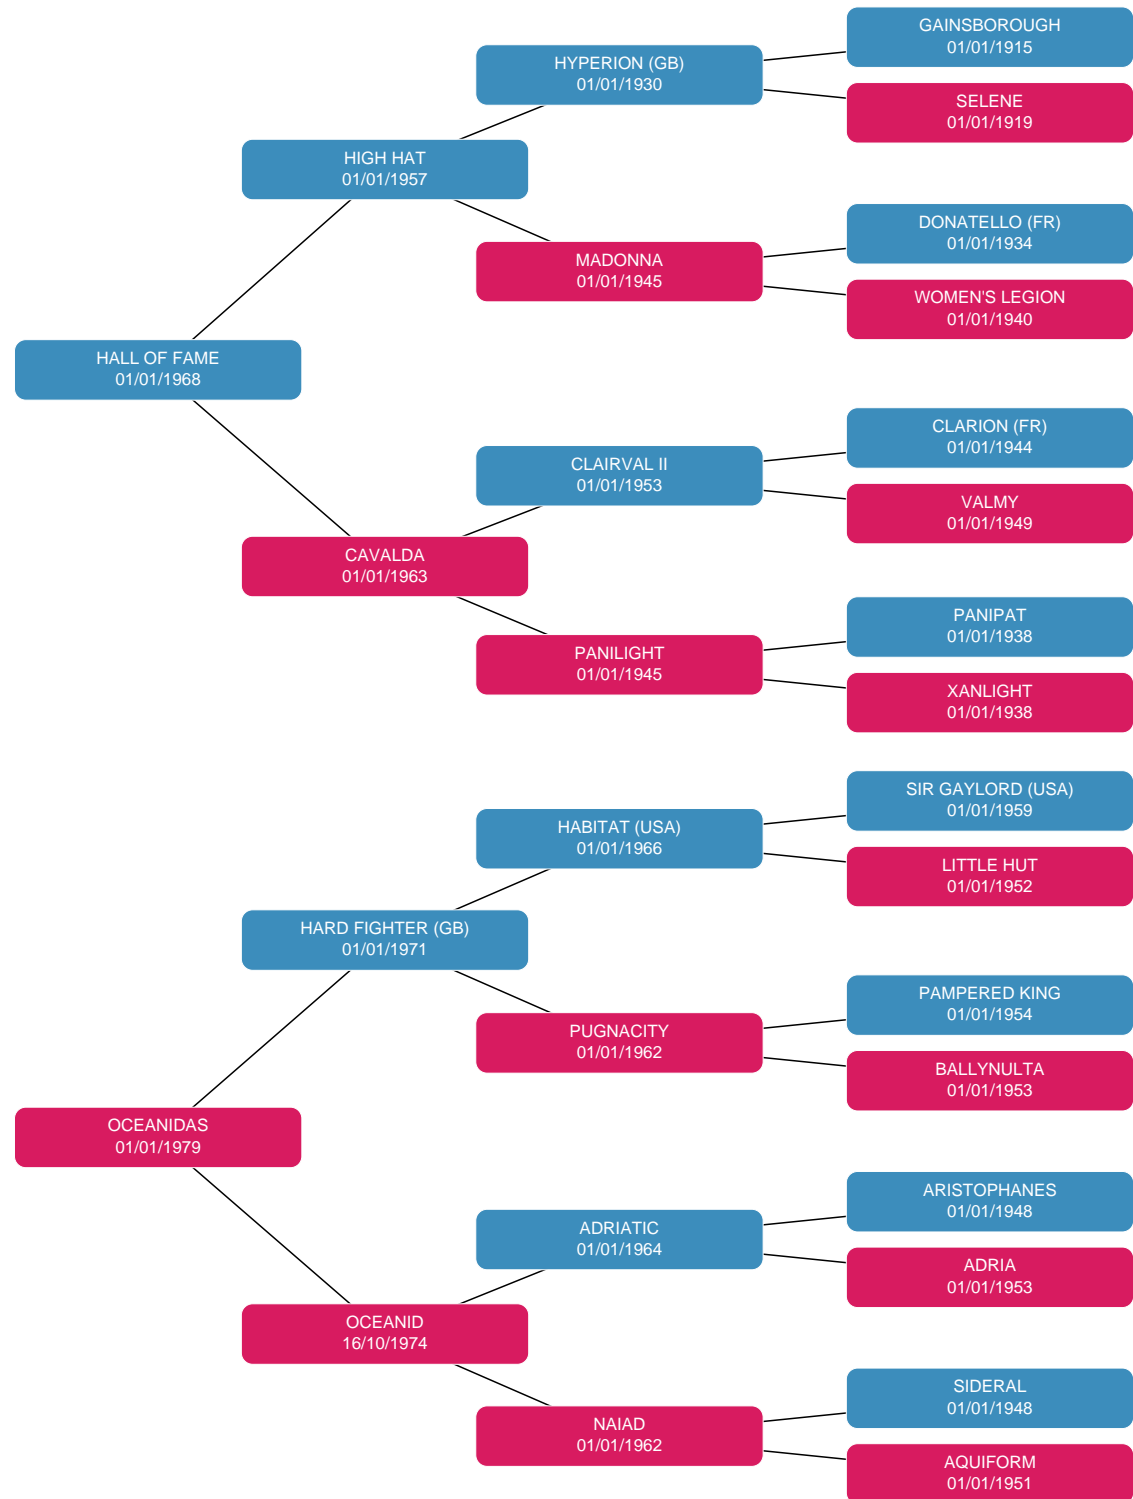 GAINSBOROUGH
01/01/1915
HYPERION (GB)
01/01/1930
SELENE
01/01/1919
HIGH HAT
01/01/1957
DONATELLO (FR)
01/01/1934
MADONNA
01/01/1945
WOMEN'S LEGION
01/01/1940
HALL OF FAME
01/01/1968
CLARION (FR)
01/01/1944
CLAIRVAL II
01/01/1953
VALMY
01/01/1949
CAVALDA
01/01/1963
PANIPAT
01/01/1938
PANILIGHT
01/01/1945
XANLIGHT
01/01/1938
SIR GAYLORD (USA)
01/01/1959
HABITAT (USA)
01/01/1966
LITTLE HUT
01/01/1952
HARD FIGHTER (GB)
01/01/1971
PAMPERED KING
01/01/1954
PUGNACITY
01/01/1962
BALLYNULTA
01/01/1953
OCEANIDAS
01/01/1979
ARISTOPHANES
01/01/1948
ADRIATIC
01/01/1964
ADRIA
01/01/1953
OCEANID
16/10/1974
SIDERAL
01/01/1948
NAIAD
01/01/1962
AQUIFORM
01/01/1951